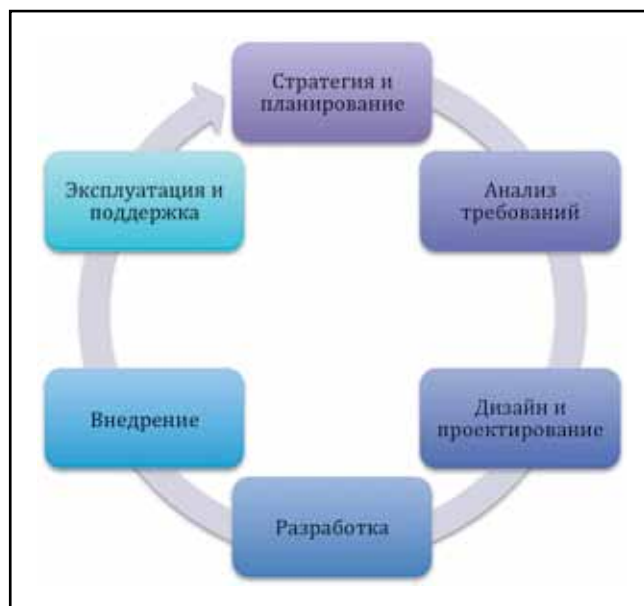 Стратегия и
планирование
Анализ
требований
Дизайн и
проектирование
Разработка
Внедрение
Эксплуатация и
поддержка